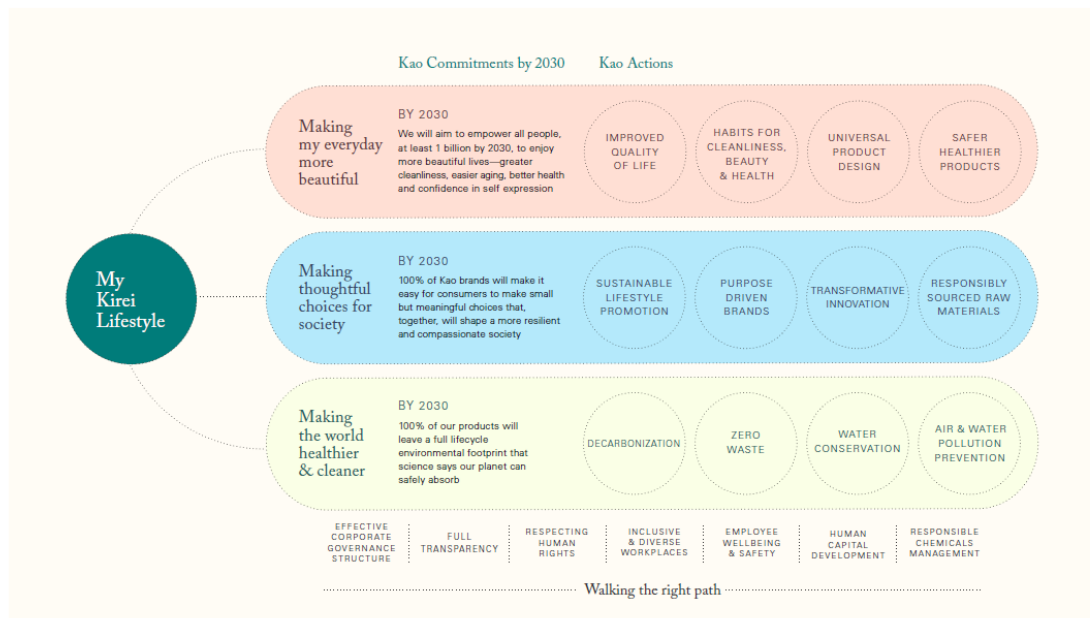 Kao Commitments by 2030
Kao Actions
My
Kirei
Lifestyle
Making
my everyday
more
beautiful
BY 2030
We will aim to empower all people,
at least 1 billion by 2030, to enjoy
more beautiful lives—greater
cleanliness, easier aging, better health
and confidence in self expression
IMPROVED
QUALITY
OF LIFE
HABITS FOR
CLEANLINESS,
BEAUTY
& HEALTH
UNIVERSAL
PRODUCT
DESIGN
SAFER
HEALTHIER
PRODUCTS
Making
thoughtful
choices for
society
BY 2030
100% of Kao brands will make it
easy for consumers to make small
but meaningful choices that,
together, will shape a more resilient
and compassionate society
SUSTAINABLE
LIFESTYLE
PROMOTION
PURPOSE
DRIVEN
BRANDS
TRANSFORMATIVE
INNOVATION
RESPONSIBLY
SOURCED RAW
MATERIALS
Making
the world
healthier
& cleaner
BY 2030
100% of our products will
leave a full lifecycle
environmental footprint that
science says our planet can
safely absorb
DECARBONIZATION
ZERO
WASTE
WATER
CONSERVATION
AIR & WATER
POLLUTION
PREVENTION
EFFECTIVE
CORPORATE
GOVERNANCE
STRUCTURE
FULL
TRANSPARENCY
RESPECTING
HUMAN
RIGHTS
INCLUSIVE
& DIVERSE
WORKPLACES
EMPLOYEE
WELLBEING
& SAFETY
HUMAN
CAPITAL
DEVELOPMENT
RESPONSIBLE
CHEMICALS
MANAGEMENT
Walking the right path